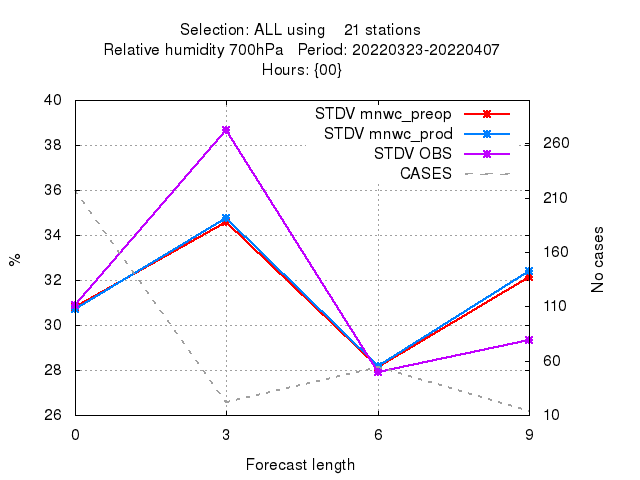 Selection: ALL using 21 stations
Relative humidity 700hPa Period: 20220323-20220407
Hours: {00}
40
38
36
34
32
30
28
26
%
STDV mnwc_preop
STDV mnwc_prod
STDV OBS
CASES
260
210
160
110
60
10
No cases
0 3 6 9
Forecast length